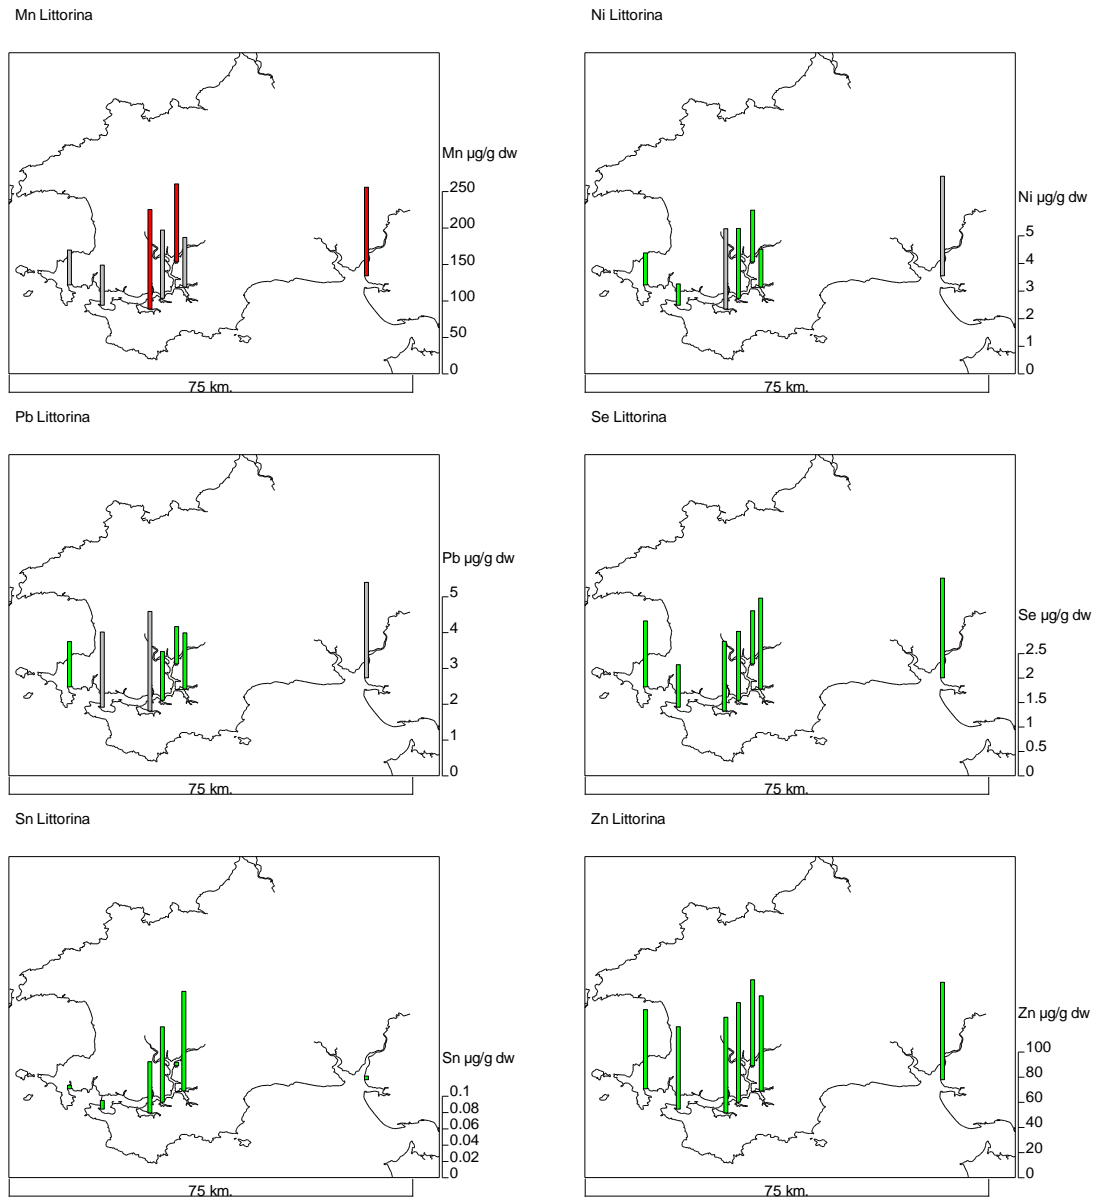 Mn Littorina
Mn µg/g dw
250
200
150
100
50
0
75 km.
Ni Littorina
Ni µg/g dw
5
4
3
2
1
0
75 km.
Pb Littorina
Pb µg/g dw
5
4
3
2
1
0
75 km.
Se Littorina
Se µg/g dw
2.5
2
1.5
1
0.5
0
75 km.
Sn Littorina
Sn µg/g dw
0.1
0.08
0.06
0.04
0.02
0
75 km.
Zn Littorina
Zn µg/g dw
100
80
60
40
20
0
75 km.